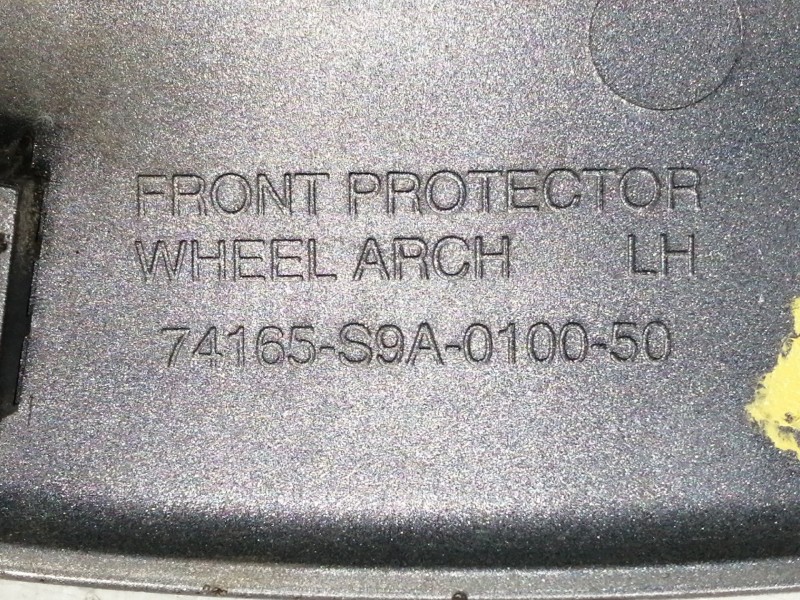 FRONT PROTECTOR
WHEEL ARCH LH
74165-S9A-0100-50